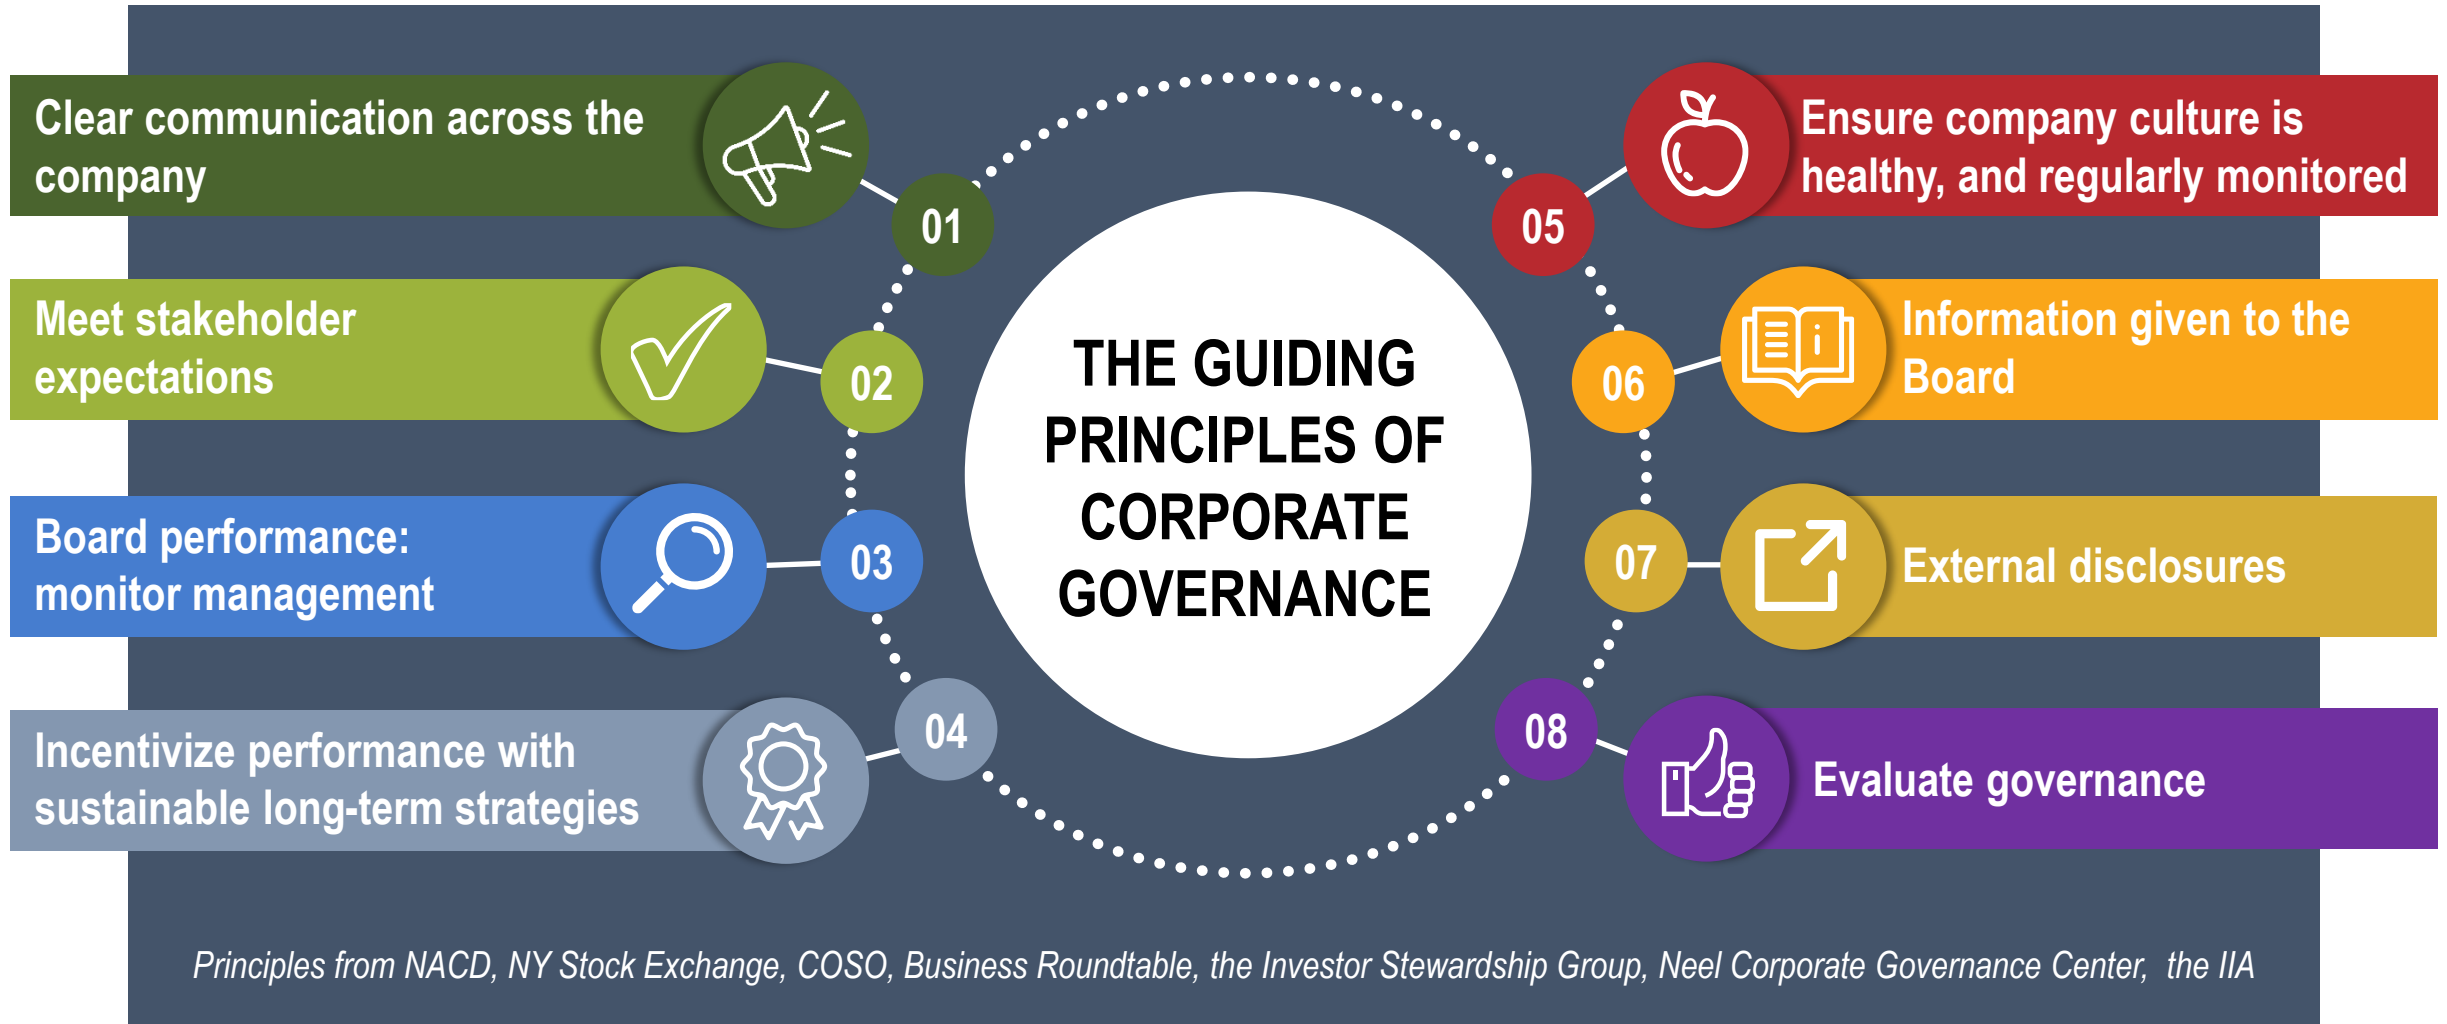 Clear communication across the
company
01
Meet stakeholder
expectations
02
Board performance:
monitor management
03
Incentivize performance with
sustainable long-term strategies
04
THE GUIDING
PRINCIPLES OF
CORPORATE
GOVERNANCE
05
Ensure company culture is
healthy, and regularly monitored
06
Information given to the
Board
07
External disclosures
08
Evaluate governance
Principles from NACD, NY Stock Exchange, COSO, Business Roundtable, the Investor Stewardship Group, Neel Corporate Governance Center, the IIA